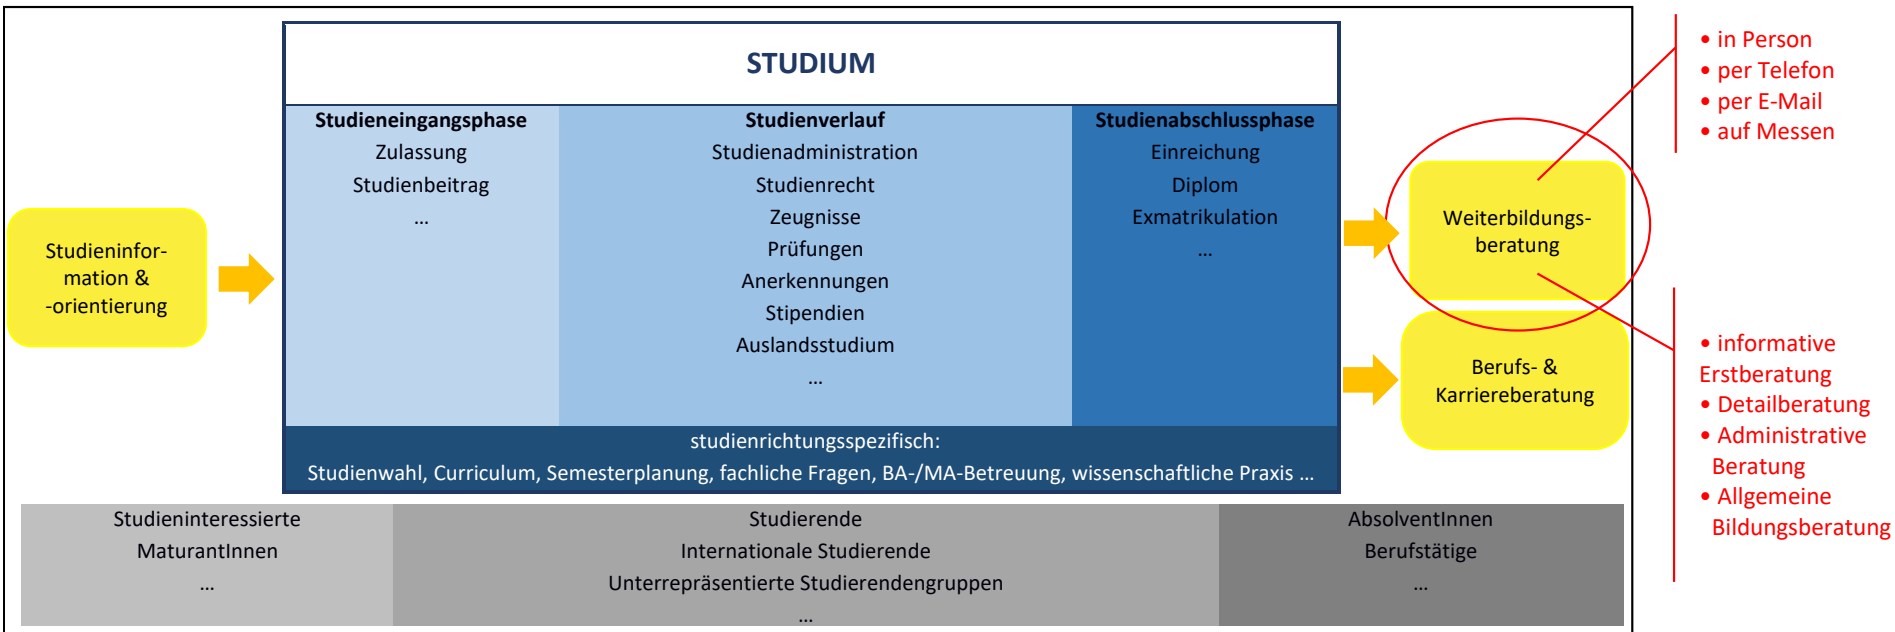 STUDIUM
Studieneingangsphase
Zulassung
Studienbeitrag
...
Studienverlauf
Studienadministration
Studienrecht
Zeugnisse
Prüfungen
Anerkennungen
Stipendien
Auslandsstudium
...
Studienabschlussphase
Einreichung
Diplom
Exmatrikulation
...
Studieninfor-
mation &
-orientierung
Weiterbildungs-
beratung
Berufs- &
Karriereberatung
studienrichtungsspezifisch:
Studienwahl, Curriculum, Semesterplanung, fachliche Fragen, BA-/MA-Betreuung, wissenschaftliche Praxis ...
Studieninteressierte
MaturantInnen
...
Studierende
Internationale Studierende
Unterrepräsentierte Studierendengruppen
...
AbsolventInnen
Berufstätige
...
• in Person
• per Telefon
• per E-Mail
• auf Messen
• informative
Erstberatung
• Detailberatung
• Administrative
Beratung
• Allgemeine
Bildungsberatung